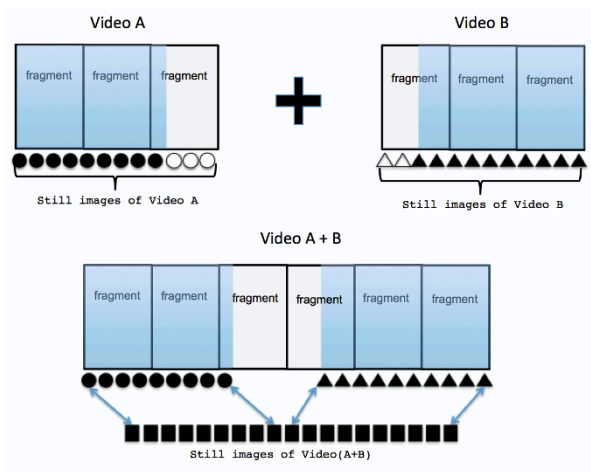 Video A
Video B
fragment fragment fragment
fragment fragment fragment
Still images of Video A
Still images of Video B
Video A + B
fragment fragment fragment fragment fragment fragment
Still images of Video(A+B)